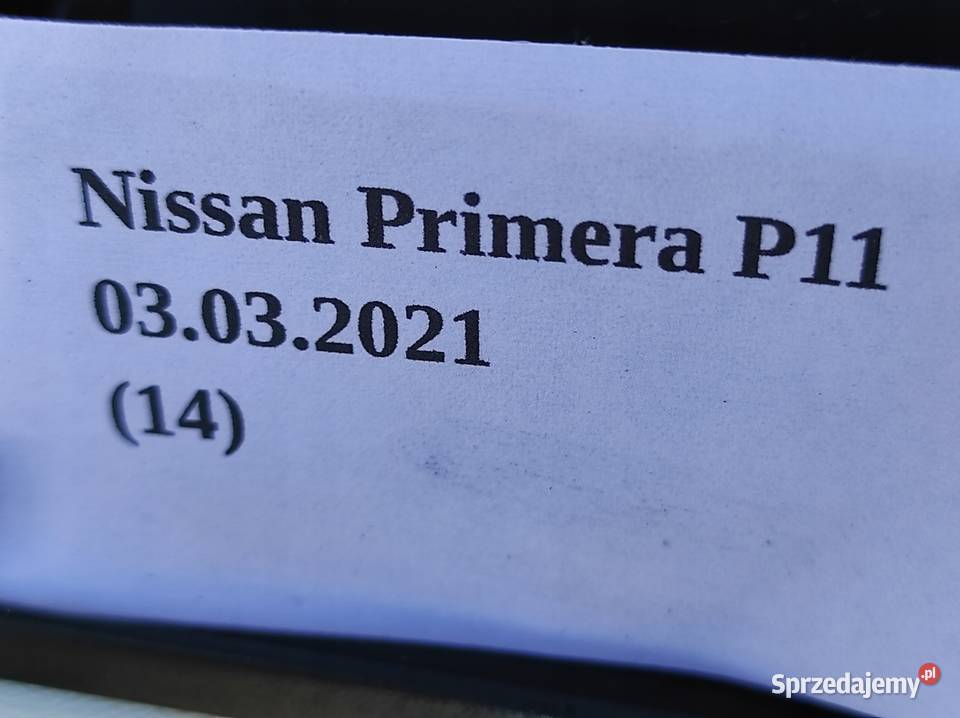 Nissan Primera P11
03.03.2021
(14)
Sprzedajemy.pl